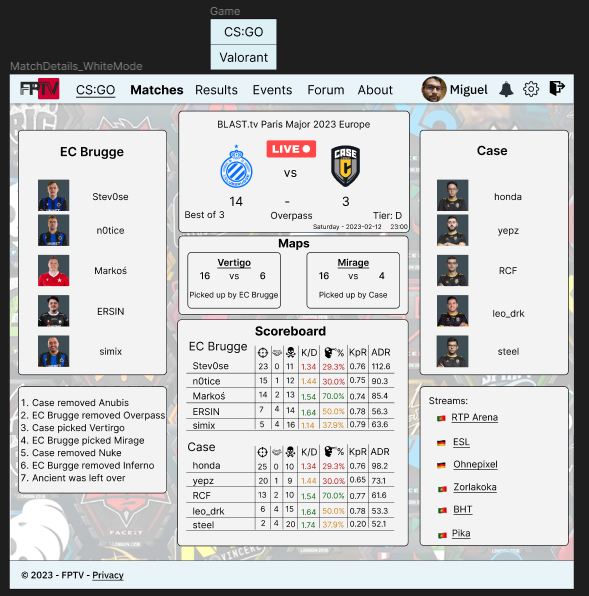 Game
CS:GO
Valorant
MatchDetails_WhiteMode
FPTV CS:GO Matches Results Events Forum About Miguel
BLAST.tv Paris Major 2023 Europe
LIVE
vs
CASE
14 - 3
Best of 3 Overpass Tier: D
Saturday - 2023-02-12 23:00
EC Brugge
Stev0se
n0tice
Markoś
ERSIN
simix
Case
honda
yepz
RCF
leo_drk
steel
Maps
Vertigo
16 vs 6
Picked up by EC Brugge
Mirage
16 vs 4
Picked up by Case
Scoreboard
EC Brugge K/D % KpR ADR
Stev0se 23 0 11 1.34 29.3% 0.76 112.6
n0tice 15 1 12 1.44 30.0% 0.75 90.3
Markoś 14 2 13 1.54 70.0% 0.74 85.4
ERSIN 7 4 14 1.64 50.0% 0.78 56.3
simix 5 4 16 1.14 37.9% 0.79 63.6
Case K/D % KpR ADR
honda 25 0 10 1.34 29.3% 0.76 98.2
yepz 20 1 9 1.44 30.0% 0.65 73.1
RCF 13 2 10 1.54 70.0% 0.77 61.6
leo_drk 6 4 15 1.64 50.0% 0.78 53.3
steel 2 4 20 1.74 37.9% 0.20 52.1
1. Case removed Anubis
2. EC Brugge removed Overpass
3. Case picked Vertirgo
4. EC Brugge picked Mirage
5. Case removed Nuke
6. EC Burgge removed Inferno
7. Ancient was left over
Streams:
RTP Arena
ESL
Ohnepixel
Zorlakoka
BHT
Pika
FACEIT
© 2023 - FPTV - Privacy